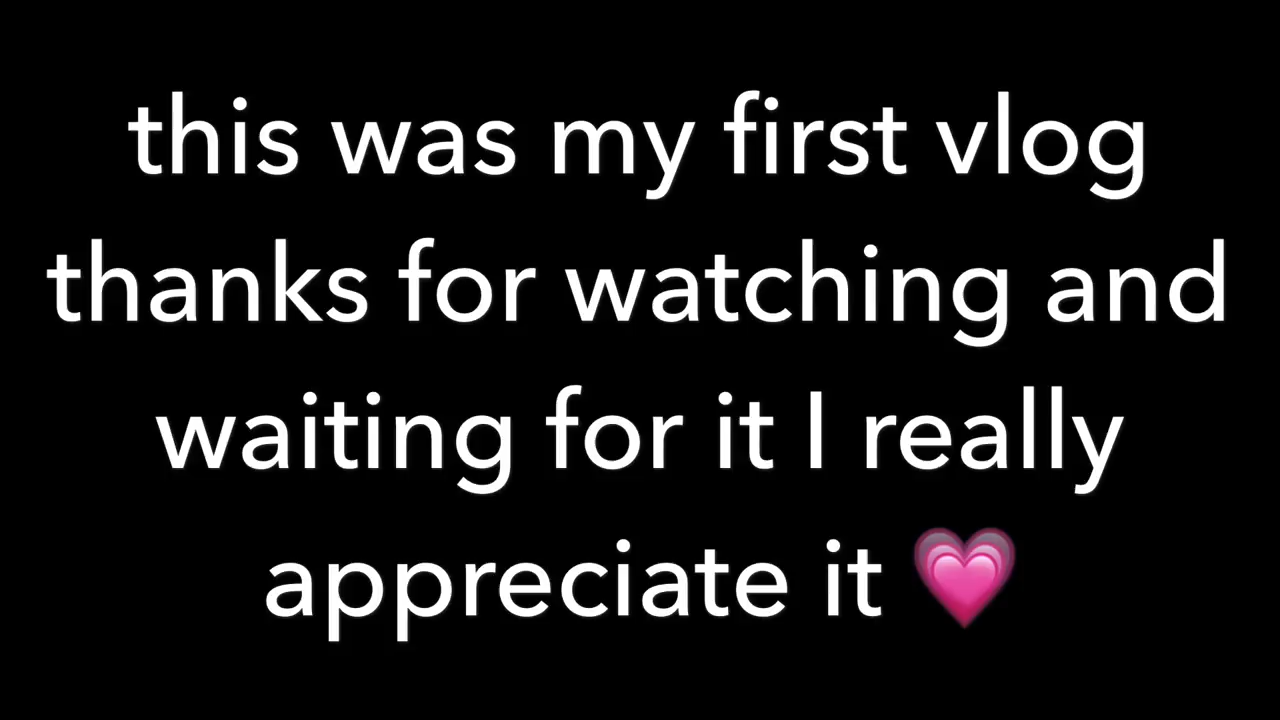 this was my first vlog
thanks for watching and
waiting for it I really
appreciate it 💗